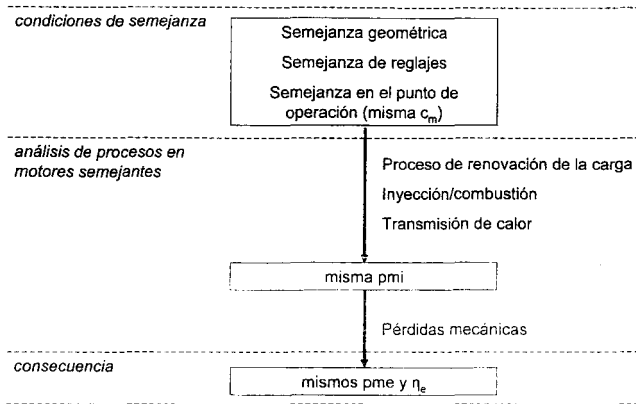 condiciones de semejanza
Semejanza geométrica
Semejanza de reglajes
Semejanza en el punto de
operación (misma cm)
análisis de procesos en
motores semejantes
Proceso de renovación de la carga
Inyección/combustión
Transmisión de calor
misma pmi
Pérdidas mecánicas
consecuencia
mismos pme y ηe